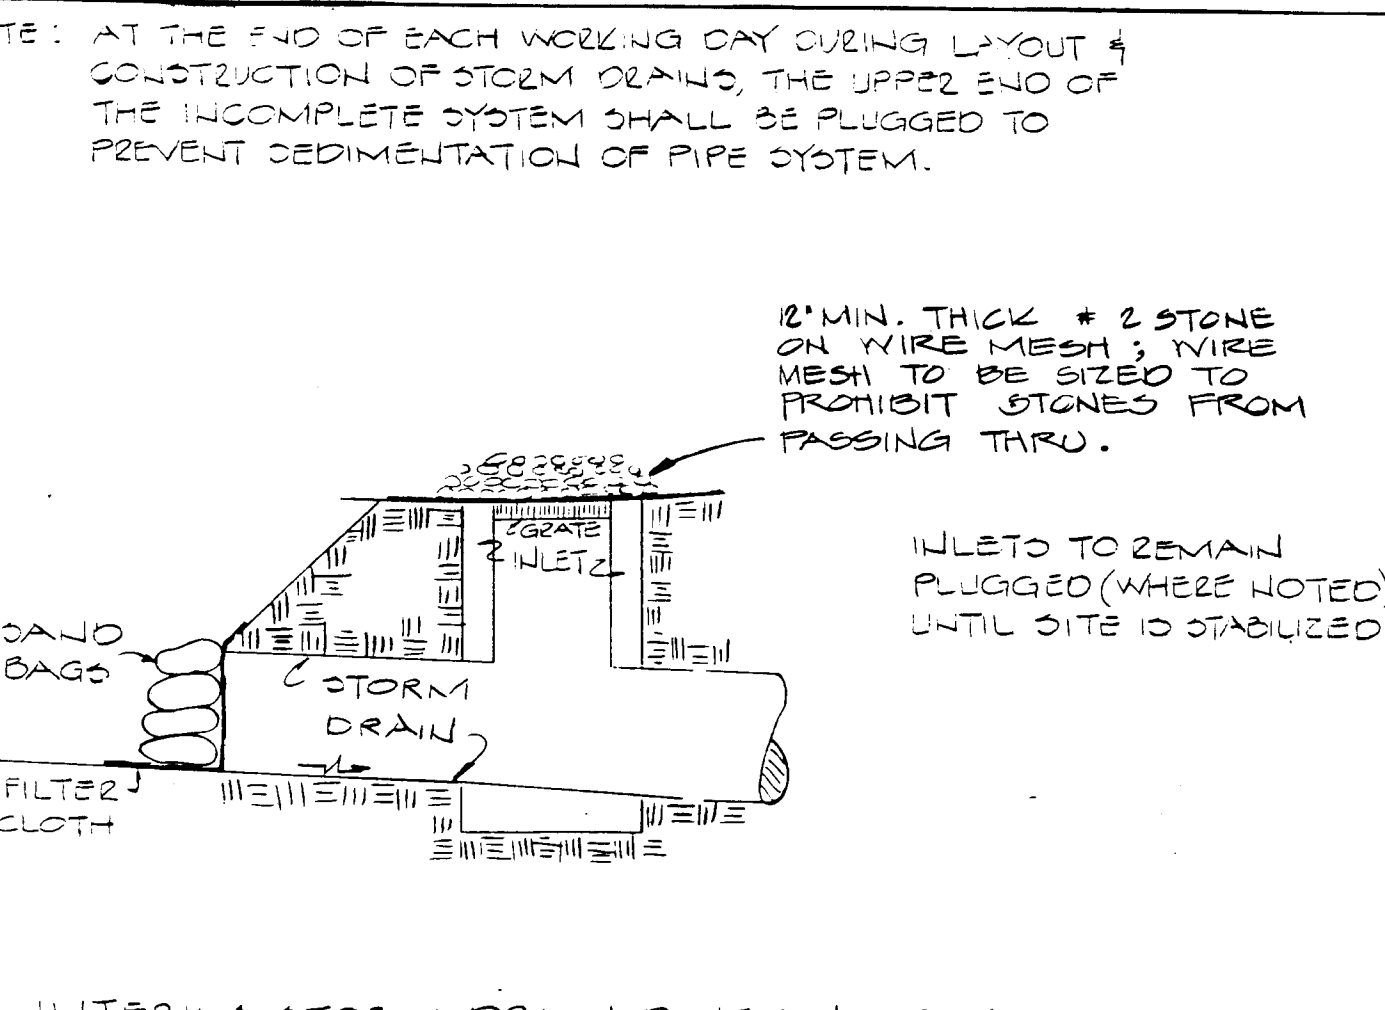 TE: AT THE END OF EACH WORKING DAY DURING LAYOUT &
CONSTRUCTION OF STORM DRAINS, THE UPPER END OF
THE INCOMPLETE SYSTEM SHALL BE PLUGGED TO
PREVENT SEDIMENTATION OF PIPE SYSTEM.
12" MIN. THICK # 2 STONE
ON WIRE MESH; WIRE
MESH TO BE SIZED TO
PROHIBIT STONES FROM
PASSING THRU.
GRATE
INLET
INLETS TO REMAIN
PLUGGED (WHERE NOTED)
UNTIL SITE IS STABILIZED
SAND
BAGS
STORM
DRAIN
FILTER
CLOTH